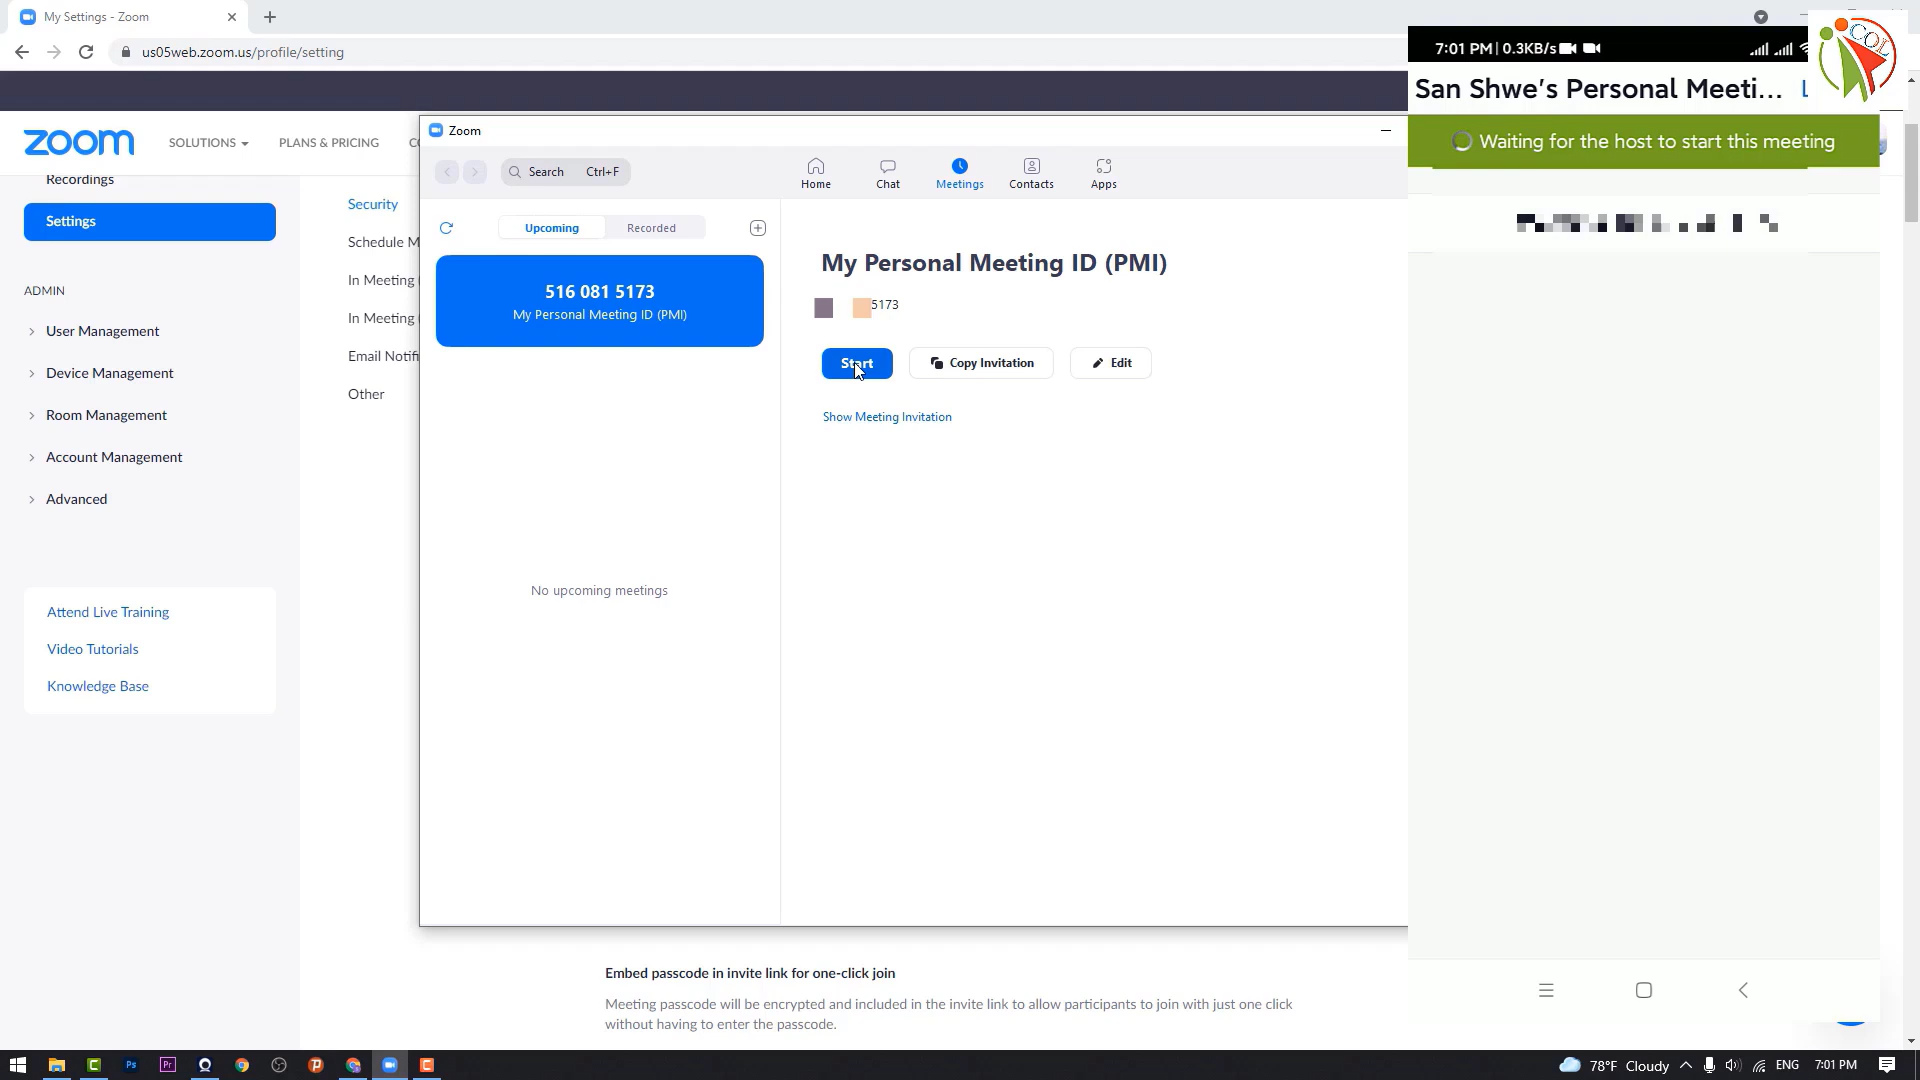 My Settings - Zoom
us05web.zoom.us/profile/setting
zoom
SOLUTIONS
PLANS & PRICING
Recordings
Settings
ADMIN
User Management
Device Management
Room Management
Account Management
Advanced
Attend Live Training
Video Tutorials
Knowledge Base
Security
Schedule M
In Meeting
In Meeting
Email Notifi
Other
Zoom
Search Ctrl+F
Home
Chat
Meetings
Contacts
Apps
Upcoming
Recorded
516 081 5173
My Personal Meeting ID (PMI)
No upcoming meetings
My Personal Meeting ID (PMI)
5173
Start
Copy Invitation
Edit
Show Meeting Invitation
Embed passcode in invite link for one-click join
Meeting passcode will be encrypted and included in the invite link to allow participants to join with just one click
without having to enter the passcode.
7:01 PM | 0.3KB/s
San Shwe's Personal Meeti...
Waiting for the host to start this meeting
COL
78°F Cloudy
ENG
7:01 PM